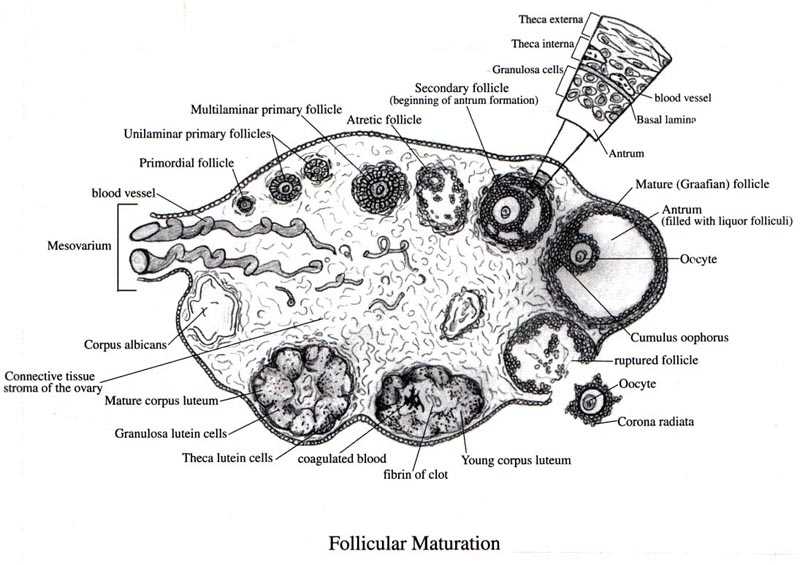 Theca externa
Theca interna
Granulosa cells
blood vessel
Basal lamina
Antrum
Secondary follicle
(beginning of antrum formation)
Multilaminar primary follicle
Atretic follicle
Unilaminar primary follicles
Primordial follicle
blood vessel
Mesovarium
Mature (Graafian) follicle
Antrum
(filled with liquor folliculi)
Oocyte
Cumulus oophorus
ruptured follicle
Oocyte
Corona radiata
Corpus albicans
Connective tissue
stroma of the ovary
Mature corpus luteum
Granulosa lutein cells
Theca lutein cells
coagulated blood
fibrin of clot
Young corpus luteum
Follicular Maturation